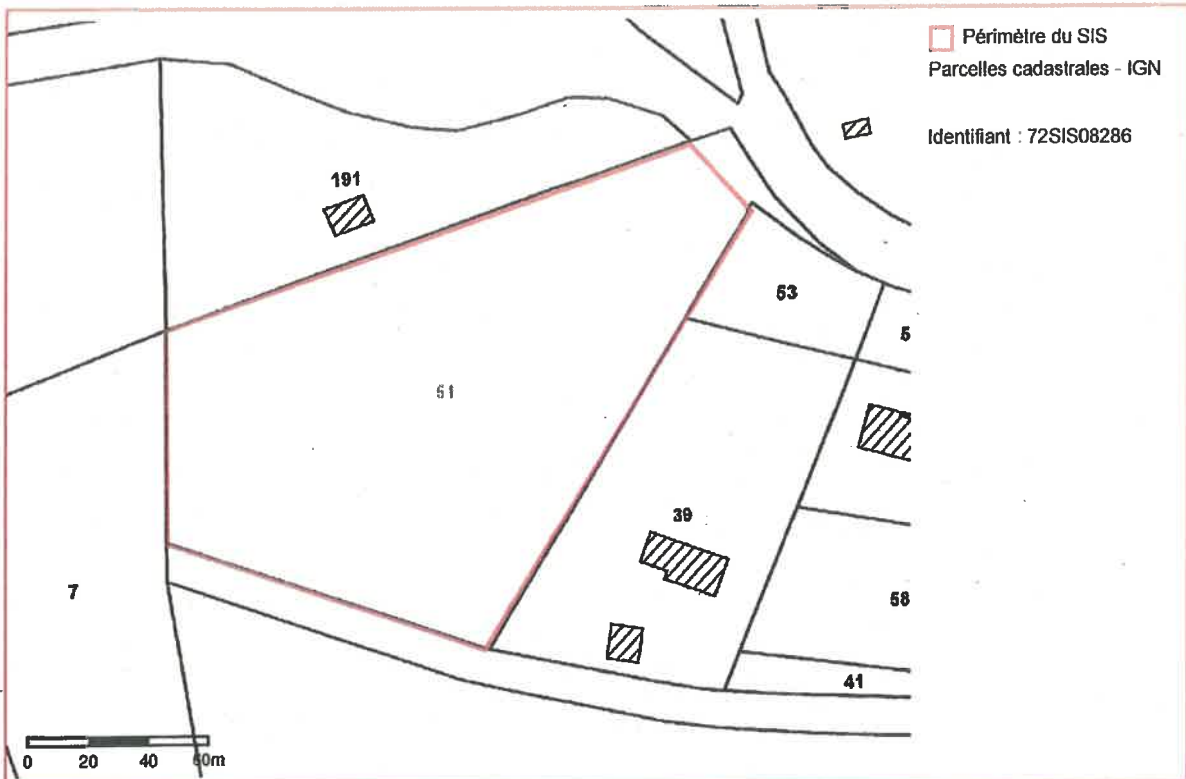 Périmètre du SIS
Parcelles cadastrales - IGN
Identifiant : 72SIS08286
191
53
5
51
39
7
58
41
0 20 40 60m